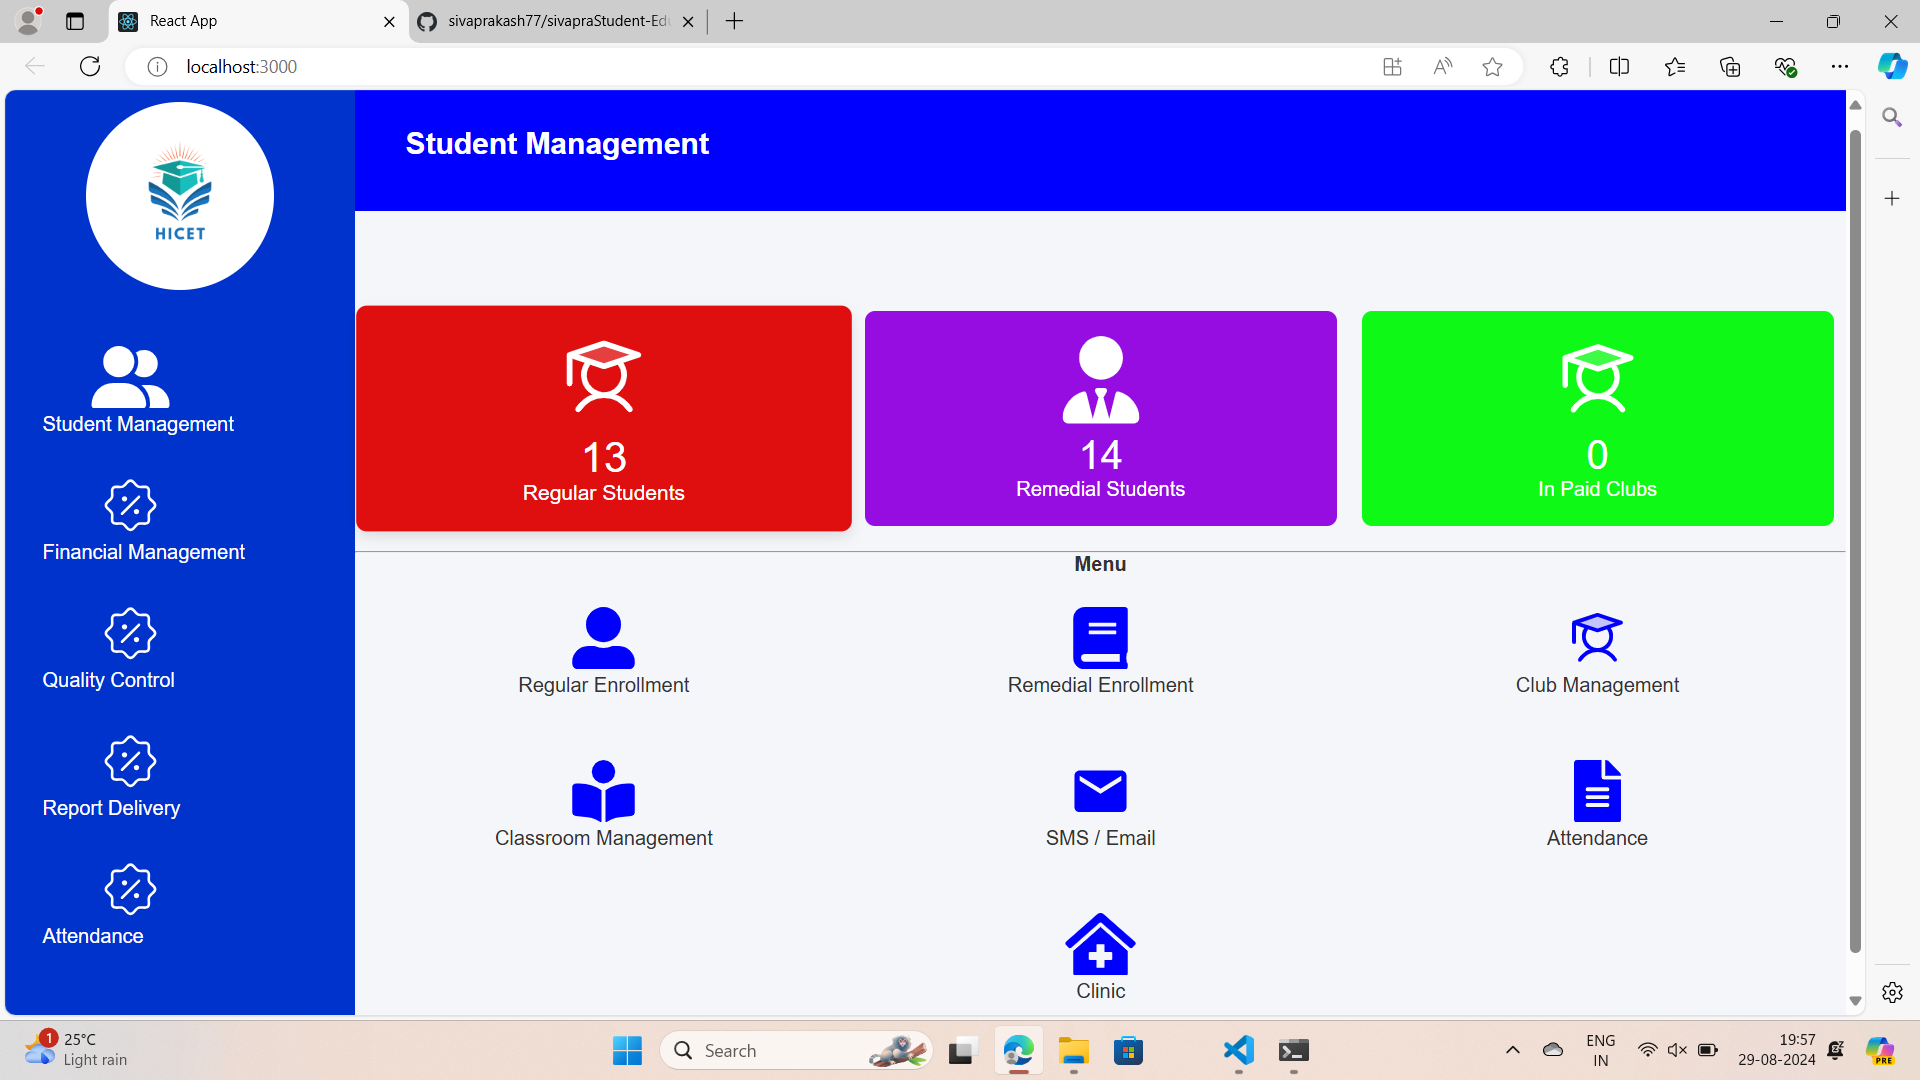 React App
sivaprakash77/sivapraStudent-Edu
localhost:3000
HICET
Student Management
Student Management
Financial Management
Quality Control
Report Delivery
Attendance
13
Regular Students
14
Remedial Students
0
In Paid Clubs
Menu
Regular Enrollment
Remedial Enrollment
Club Management
Classroom Management
SMS / Email
Attendance
Clinic
1
25°C
Light rain
Search
ENG
IN
19:57
29-08-2024
PRE